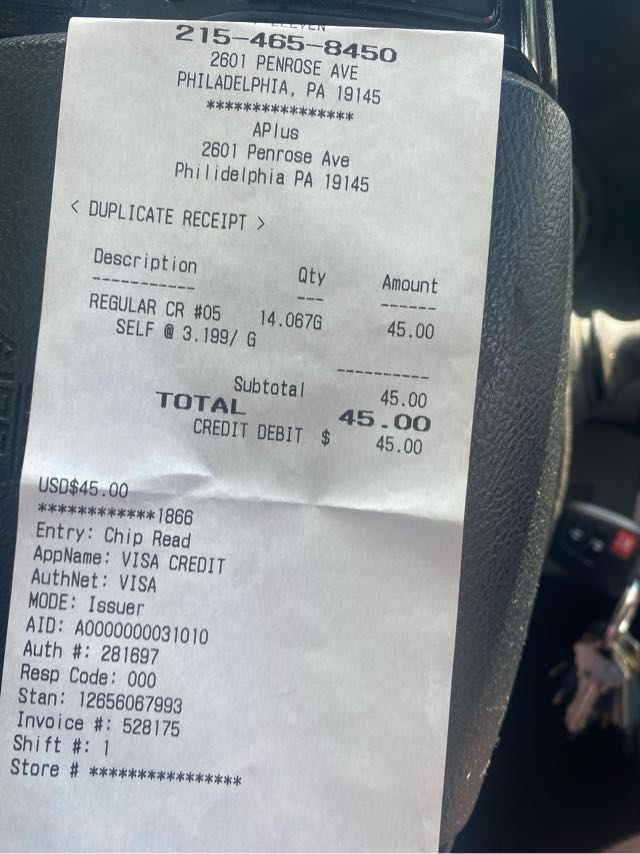 215-465-8450
2601 PENROSE AVE
PHILADELPHIA, PA 19145
****************
APlus
2601 Penrose Ave
Philidelphia PA 19145
< DUPLICATE RECEIPT >
Description Qty Amount
----------- --- ------
REGULAR CR #05 14.067G 45.00
SELF @ 3.199/ G
----------
Subtotal 45.00
TOTAL 45.00
CREDIT DEBIT $ 45.00
USD$45.00
************1866
Entry: Chip Read
AppName: VISA CREDIT
AuthNet: VISA
MODE: Issuer
AID: A0000000031010
Auth #: 281697
Resp Code: 000
Stan: 12656067993
Invoice #: 528175
Shift #: 1
Store # ****************